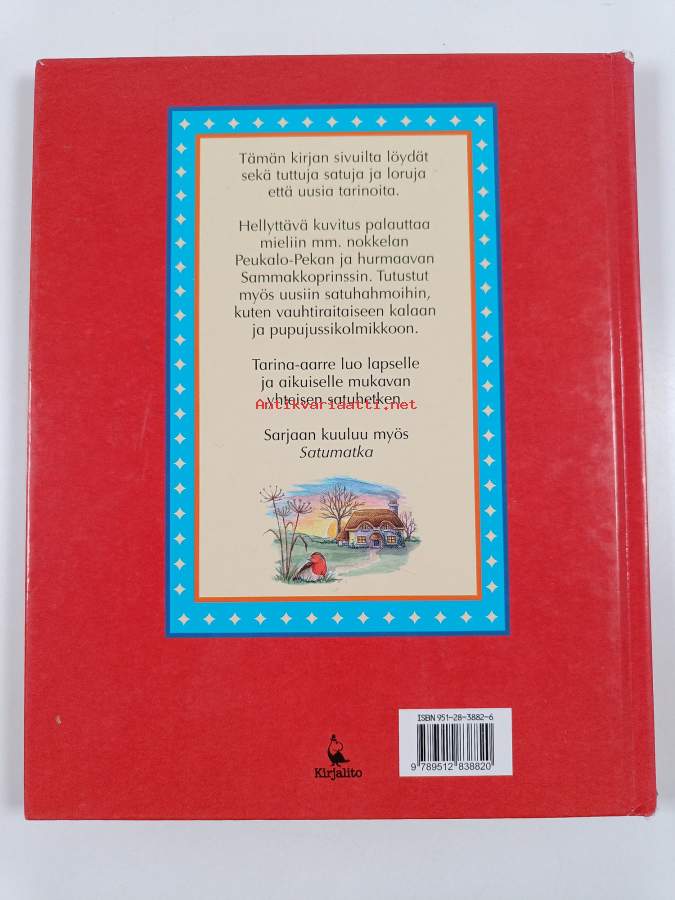 Tämän kirjan sivuilta löydät
sekä tuttuja satuja ja loruja
että uusia tarinoita.
Hellyttävä kuvitus palauttaa
mieliin mm. nokkelan
Peukalo-Pekan ja hurmaavan
Sammakkoprinssin. Tutustut
myös uusiin satuhahmoihin,
kuten vauhtiraitaiseen kalaan
ja pupujussikolmikkoon.
Tarina-aarre luo lapselle
ja aikuiselle mukavan
yhteisen satuhetken.
Antikvariaatti.net
Sarjaan kuuluu myös
Satumatka
ISBN 951-28-3882-6
9 789512 838820
Kirjalito